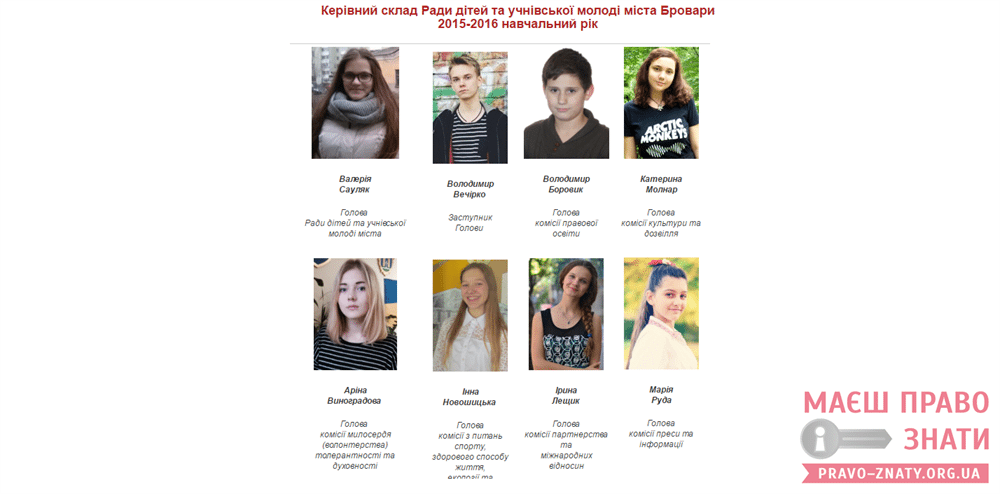 Керівний склад Ради дітей та учнівської молоді міста Бровари
2015-2016 навчальний рік
ARCTIC
MONKEYS
Валерія
Сауляк
Голова
Ради дітей та учнівської
молоді міста
Володимир
Вечірко
Заступник
Голови
Володимир
Боровик
Голова
комісії правової
освіти
Катерина
Молнар
Голова
комісії культури та
дозвілля
Аріна
Виноградова
Голова
комісії милосердя
(волонтерства)
толерантності та
духовності
Інна
Новошицька
Голова
комісії з питань
спорту,
здорового способу
життя,
екології та
Ірина
Лещик
Голова
комісії партнерства
та
міжнародних
відносин
Марія
Руда
Голова
комісії преси та
інформації
МАЄШ ПРАВО
ЗНАТИ
PRAVO-ZNATY.ORG.UA